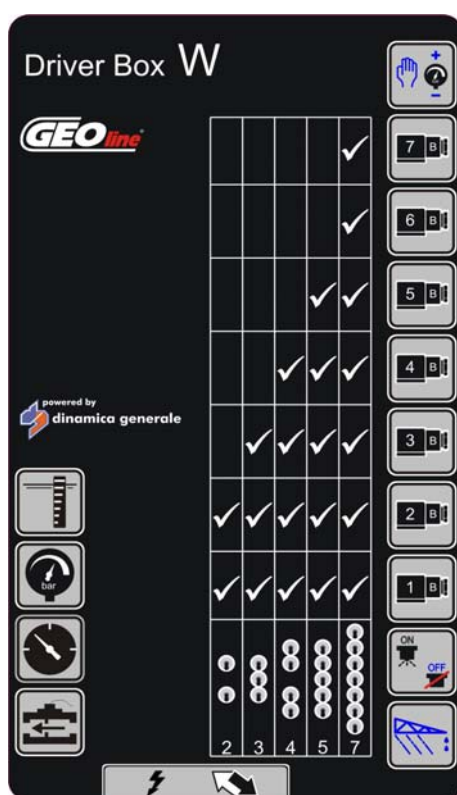 Driver Box W
GEOline
7 B
6 B
5 B
4 B
powered by
dinamica generale
3 B
2 B
bar
1 B
ON
OFF
2 3 4 5 7